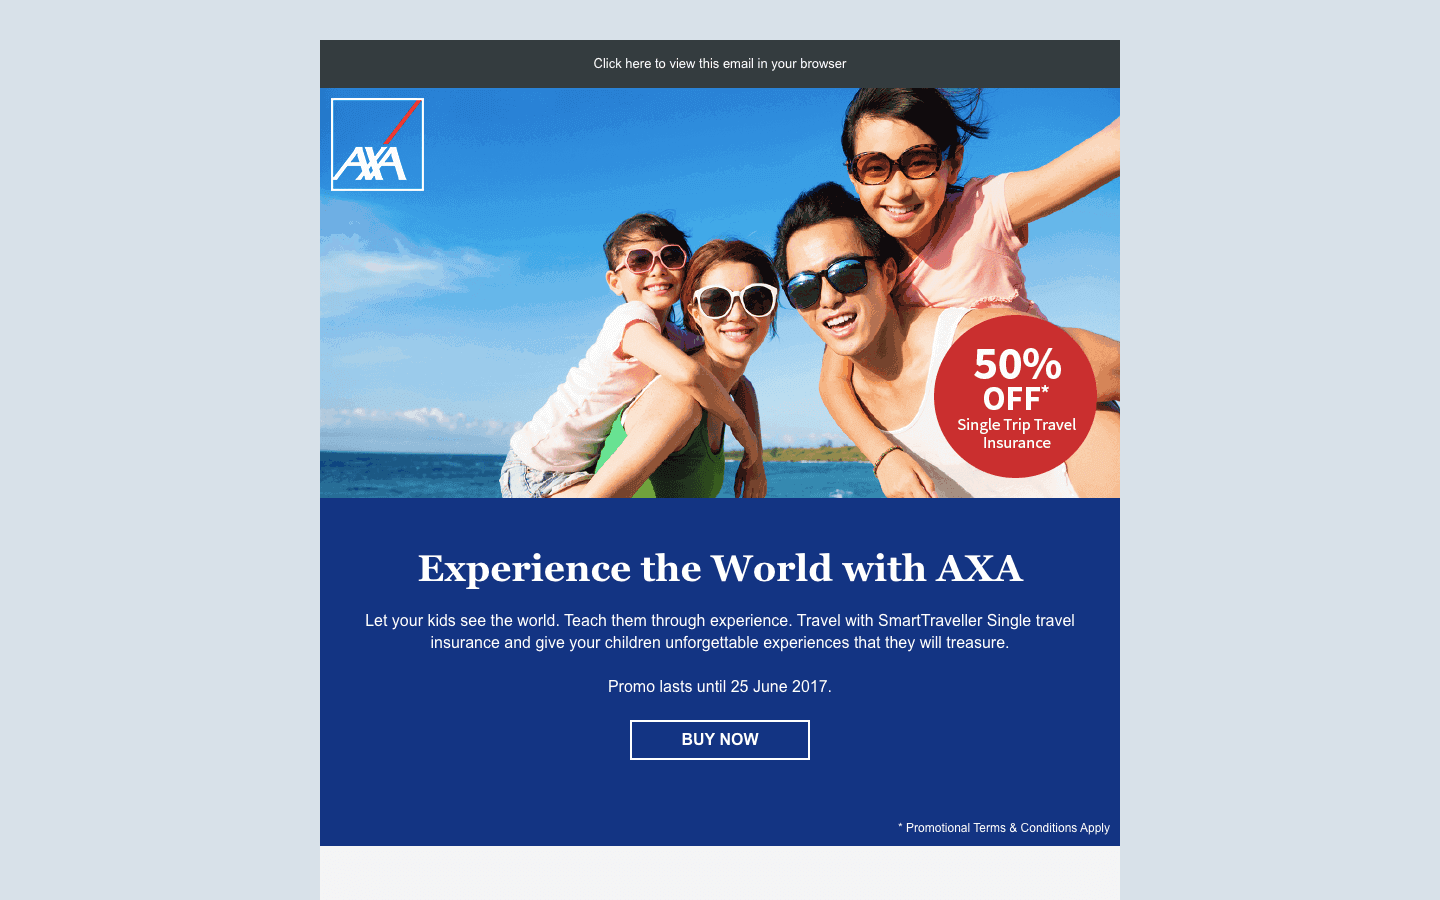 Click here to view this email in your browser
AXA
50%
OFF*
Single Trip Travel
Insurance
Experience the World with AXA
Let your kids see the world. Teach them through experience. Travel with SmartTraveller Single travel
insurance and give your children unforgettable experiences that they will treasure.
Promo lasts until 25 June 2017.
BUY NOW
* Promotional Terms & Conditions Apply